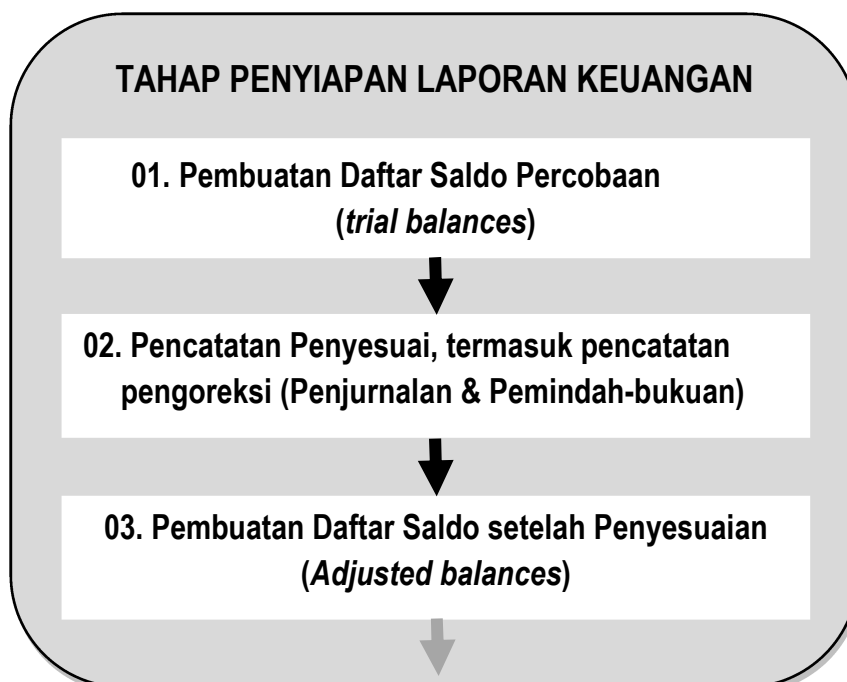 TAHAP PENYIAPAN LAPORAN KEUANGAN
01. Pembuatan Daftar Saldo Percobaan
(trial balances)
02. Pencatatan Penyesuai, termasuk pencatatan
pengoreksi (Penjurnalan & Pemindah-bukuan)
03. Pembuatan Daftar Saldo setelah Penyesuaian
(Adjusted balances)